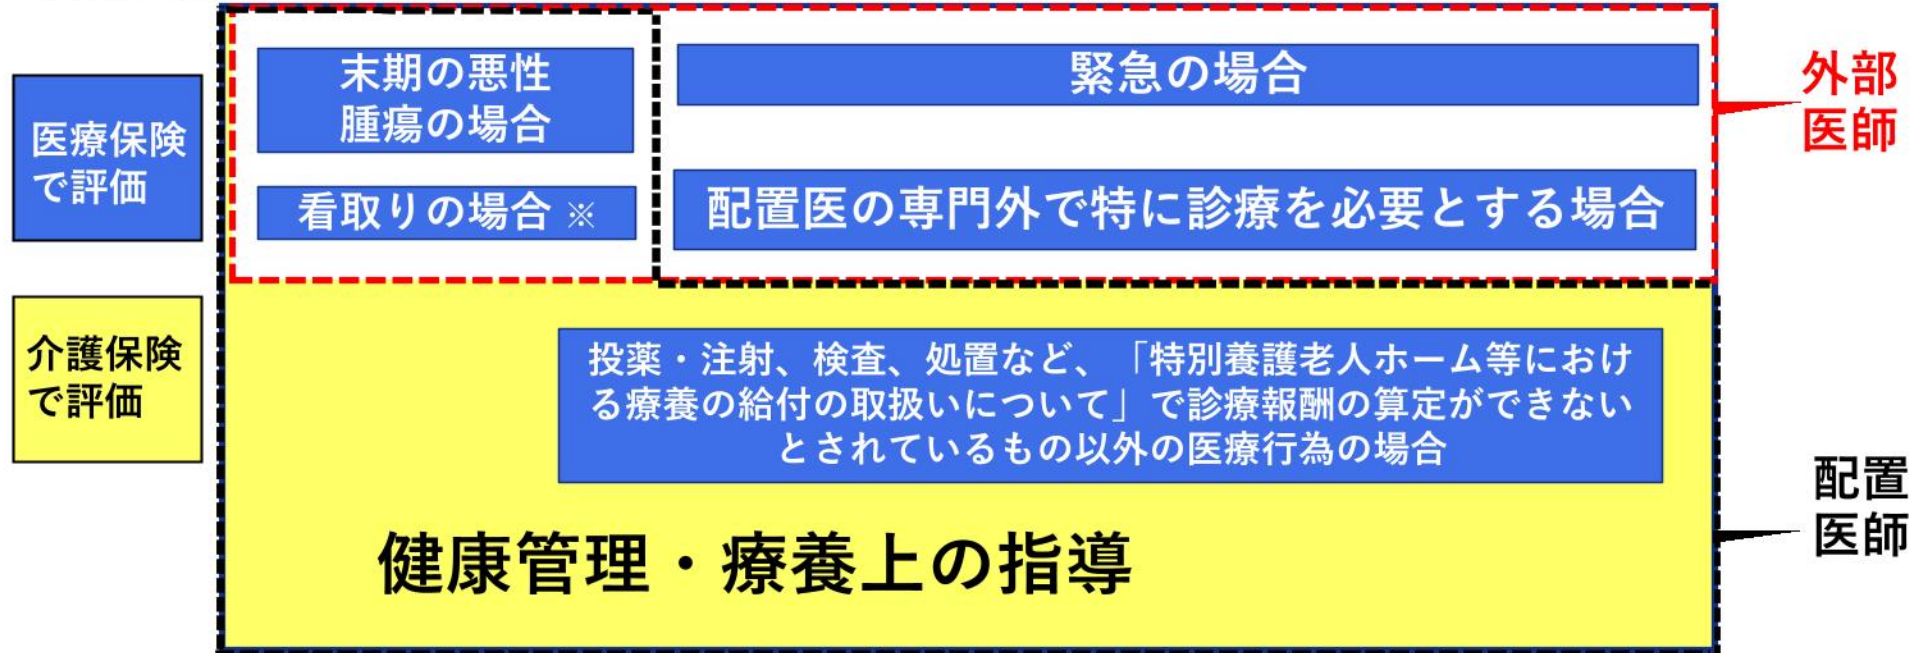 末期の悪性
腫瘍の場合
緊急の場合
外部
医師
医療保険
で評価
看取りの場合 ※
配置医の専門外で特に診療を必要とする場合
介護保険
で評価
投薬・注射、検査、処置など、「特別養護老人ホーム等におけ
る療養の給付の取扱いについて」で診療報酬の算定ができない
とされているもの以外の医療行為の場合
配置
医師
健康管理・療養上の指導